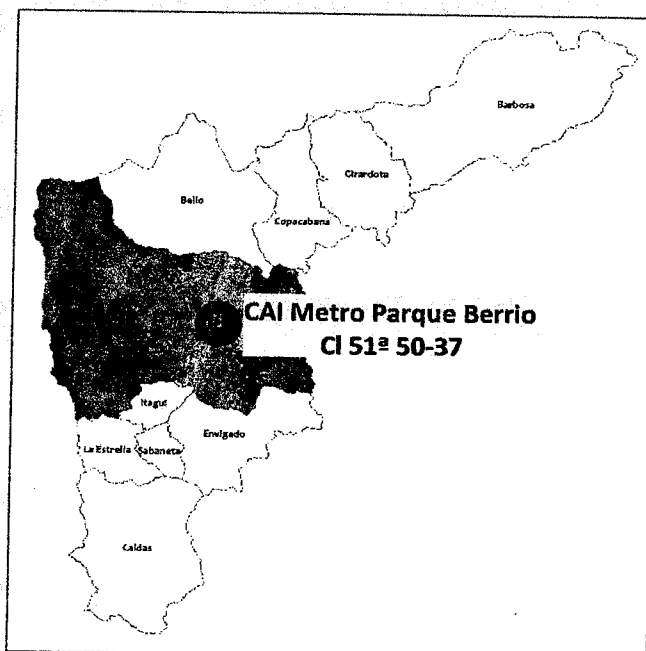 Barbosa
Girardota
Bello
Copacabana
CAI Metro Parque Berrio
Cl 51ª 50-37
Itagui
Envigado
La Estrella
Sabaneta
Caldas